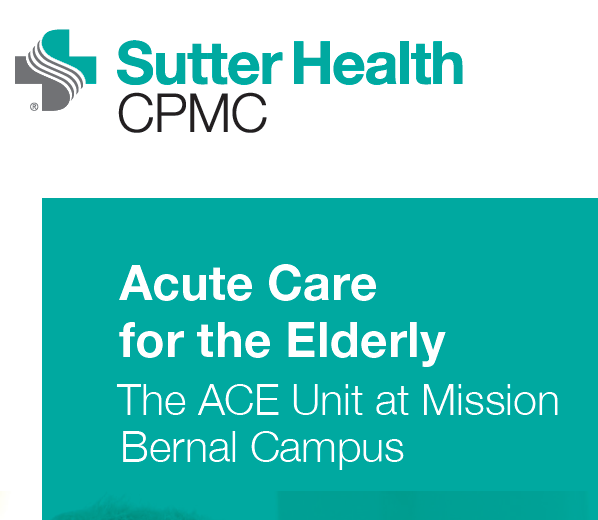 Sutter Health
CPMC
®
Acute Care
for the Elderly
The ACE Unit at Mission
Bernal Campus